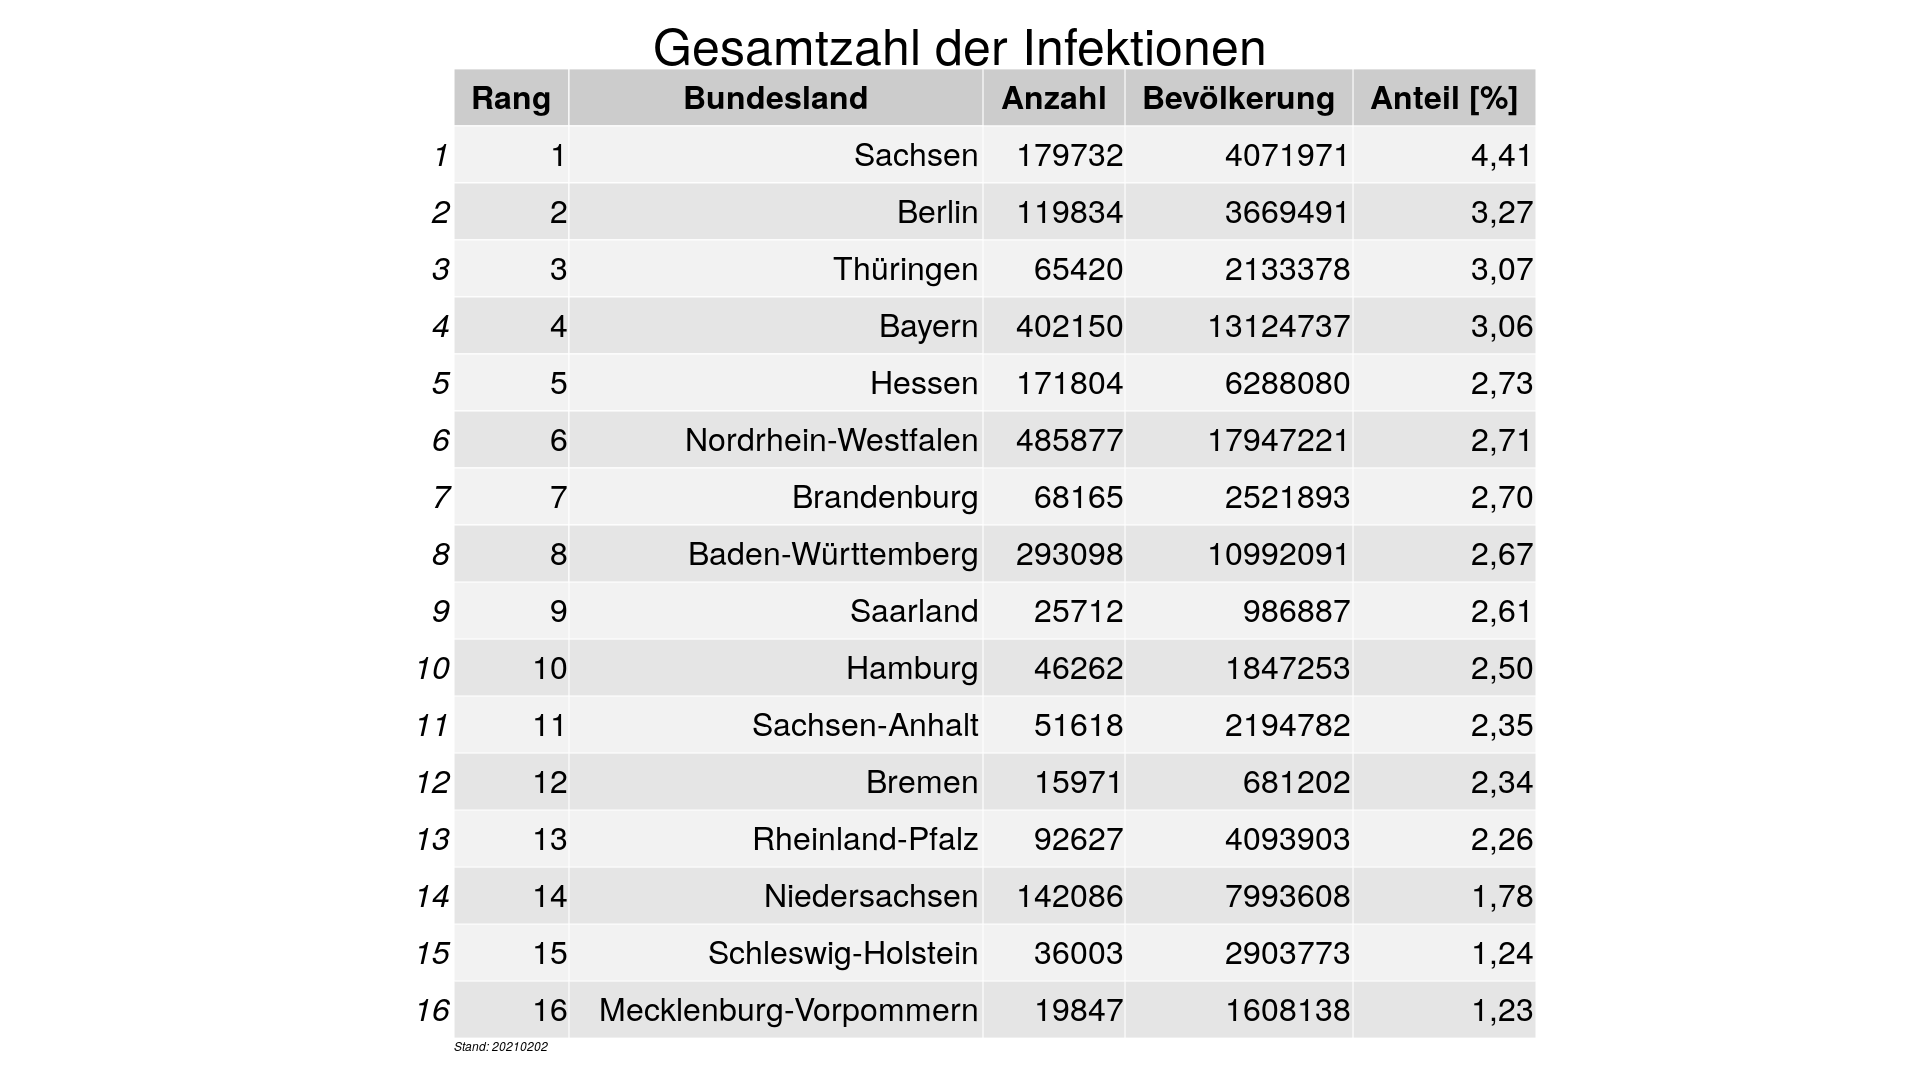 Gesamtzahl der Infektionen
Rang Bundesland Anzahl Bevölkerung Anteil [%]
1 1 Sachsen 179732 4071971 4,41
2 2 Berlin 119834 3669491 3,27
3 3 Thüringen 65420 2133378 3,07
4 4 Bayern 402150 13124737 3,06
5 5 Hessen 171804 6288080 2,73
6 6 Nordrhein-Westfalen 485877 17947221 2,71
7 7 Brandenburg 68165 2521893 2,70
8 8 Baden-Württemberg 293098 10992091 2,67
9 9 Saarland 25712 986887 2,61
10 10 Hamburg 46262 1847253 2,50
11 11 Sachsen-Anhalt 51618 2194782 2,35
12 12 Bremen 15971 681202 2,34
13 13 Rheinland-Pfalz 92627 4093903 2,26
14 14 Niedersachsen 142086 7993608 1,78
15 15 Schleswig-Holstein 36003 2903773 1,24
16 16 Mecklenburg-Vorpommern 19847 1608138 1,23
Stand: 20210202